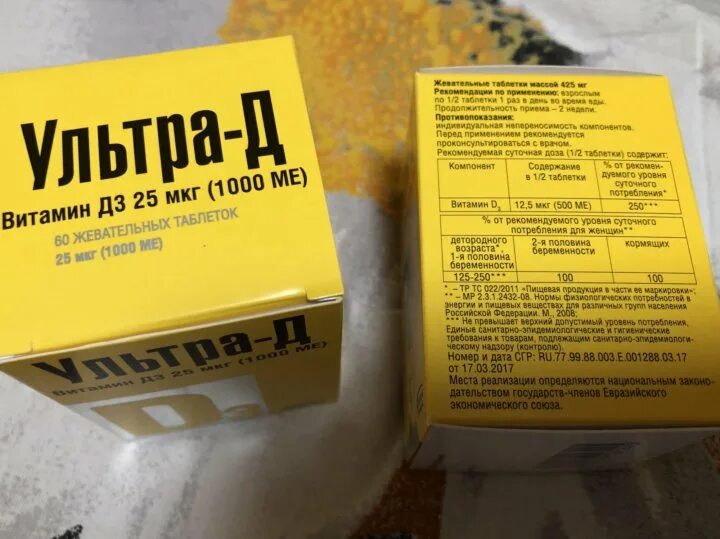 Ультра-Д
Витамин Д3 25 мкг (1000 МЕ)
60 ЖЕВАТЕЛЬНЫХ ТАБЛЕТОК
25 мкг (1000 МЕ)
Ультра-Д
Витамин Д3 25 мкг (1000 МЕ)
D3
Жевательные таблетки массой 425 мг
Рекомендации по применению: взрослым
по 1/2 таблетки 1 раз в день во время еды.
Продолжительность приема – 2 недели.
Противопоказания:
индивидуальная непереносимость компонентов.
Перед применением рекомендуется
проконсультироваться с врачом.
Рекомендуемая суточная доза (1/2 таблетки) содержит:
Компонент Содержание в 1/2 таблетки % от рекомен-дуемого уровня суточного потребления*
Витамин D3 12,5 мкг (500 МЕ) 250***
% от рекомендуемого уровня суточного
потребления для женщин**
детородного возраста*, 1-я половина беременности 2-я половина беременности кормящих
125-250*** 100 100
* – ТР ТС 022/2011 «Пищевая продукция в части ее маркировки»;
** – МР 2.3.1.2432-08. Нормы физиологических потребностей в
энергии и пищевых веществах для различных групп населения
Российской Федерации. М., 2008;
*** Не превышает верхний допустимый уровень потребления,
Единые санитарно-эпидемиологические и гигиенические
требования к товарам, подлежащим санитарно-эпидемиологи-
ческому надзору (контролю).
Номер и дата СГР: RU.77.99.88.003.Е.001288.03.17
от 17.03.2017
Места реализации определяются национальным законо-
дательством государств-членов Евразийского
экономического союза.